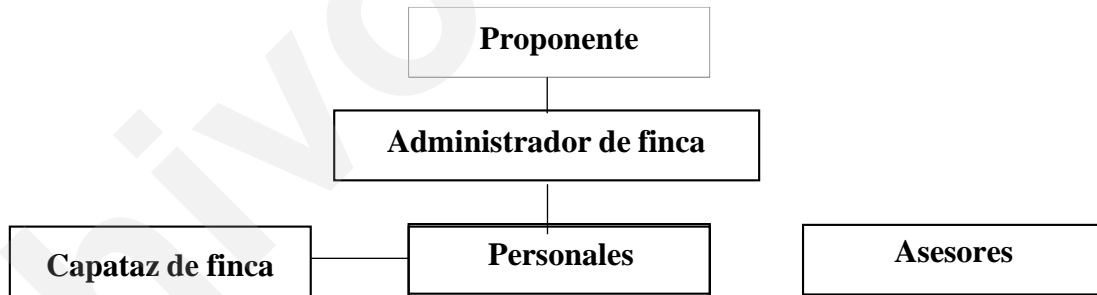 Proponente
Administrador de finca
Capataz de finca
Personales
Asesores